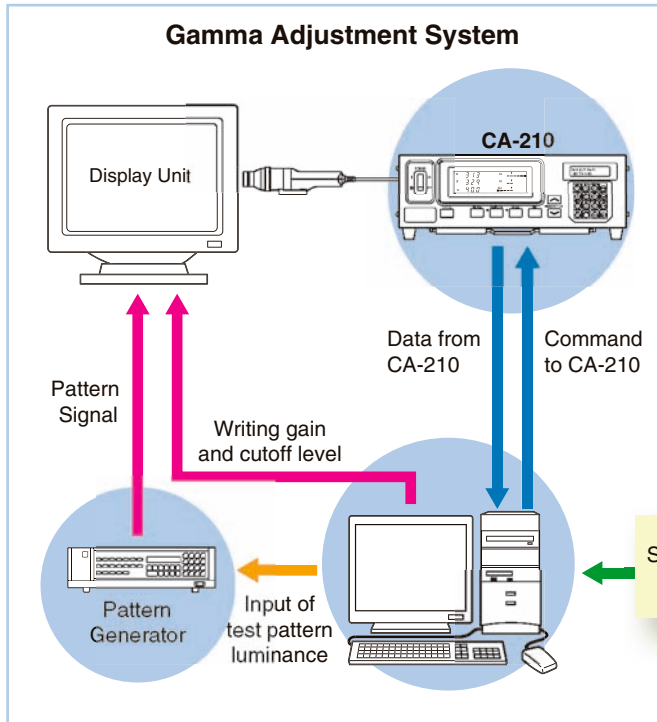 Gamma Adjustment System
CA-210
Display Unit
Data from
CA-210
Command
to CA-210
Pattern
Signal
Writing gain
and cutoff level
Pattern
Generator
Input of
test pattern
luminance
S